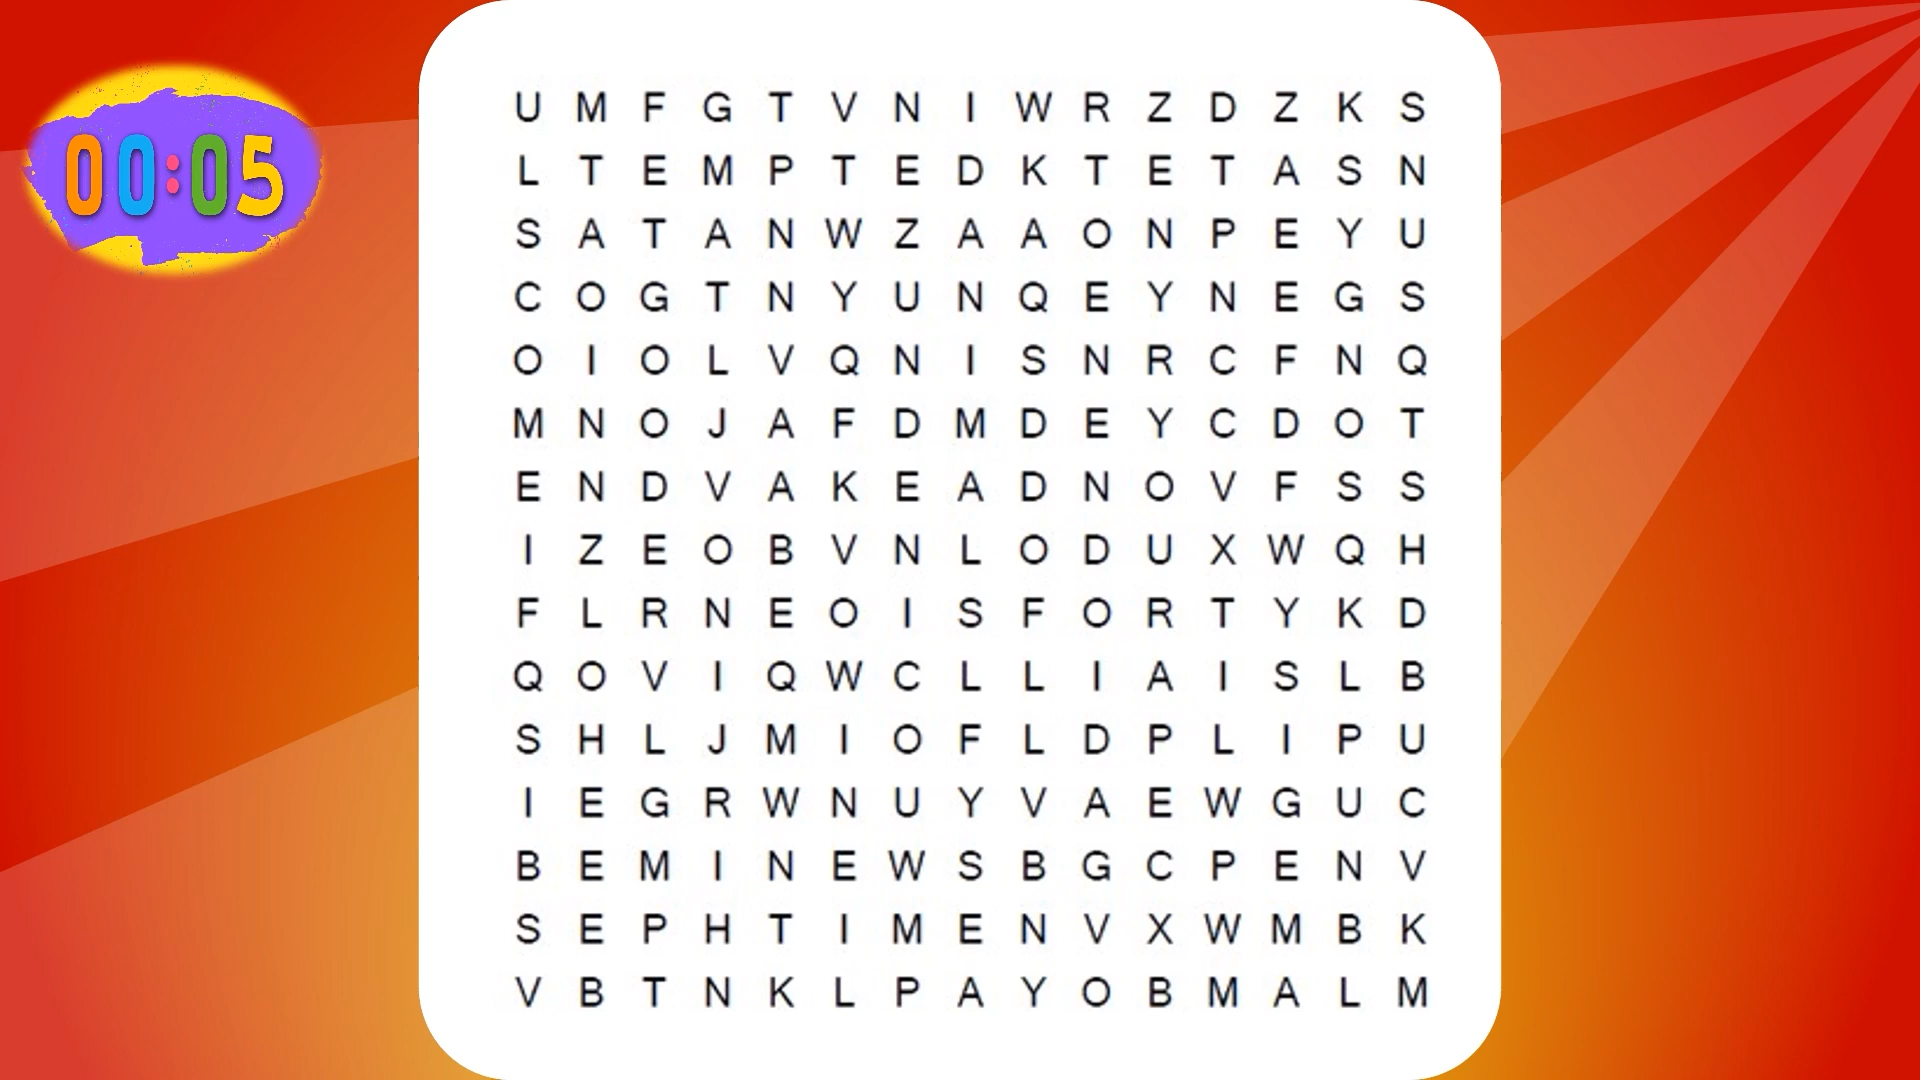 00:05
U M F G T V N I W R Z D Z K S
L T E M P T E D K T E T A S N
S A T A N W Z A A O N P E Y U
C O G T N Y U N Q E Y N E G S
O I O L V Q N I S N R C F N Q
M N O J A F D M D E Y C D O T
E N D V A K E A D N O V F S S
I Z E O B V N L O D U X W Q H
F L R N E O I S F O R T Y K D
Q O V I Q W C L L I A I S L B
S H L J M I O F L D P L I P U
I E G R W N U Y V A E W G U C
B E M I N E W S B G C P E N V
S E P H T I M E N V X W M B K
V B T N K L P A Y O B M A L M